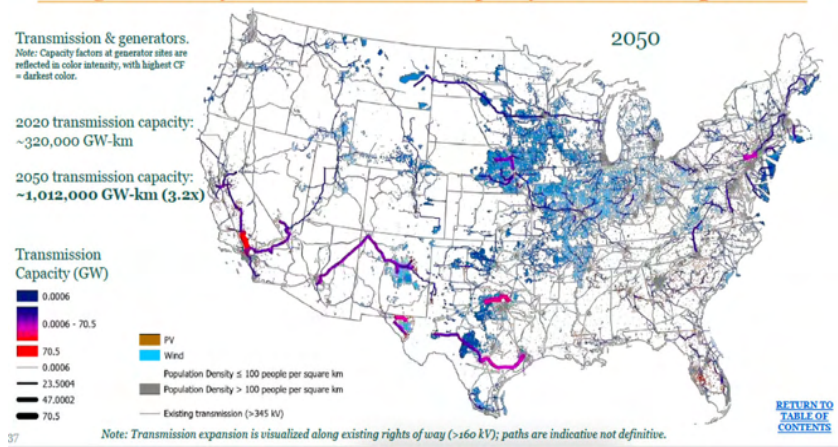 Transmission & generators.
Note: Capacity factors at generator sites are
reflected in color intensity, with highest CF
= darkest color.
2050
2020 transmission capacity:
~320,000 GW-km
2050 transmission capacity:
~1,012,000 GW-km (3.2x)
Transmission
Capacity (GW)
0.0006
0.0006 - 70.5
70.5
0.0006
23.5004
47.0002
70.5
PV
Wind
Population Density ≤ 100 people per square km
Population Density > 100 people per square km
Existing transmission (>345 kV)
RETURN TO
TABLE OF
CONTENTS
37
Note: Transmission expansion is visualized along existing rights of way (>160 kV); paths are indicative not definitive.